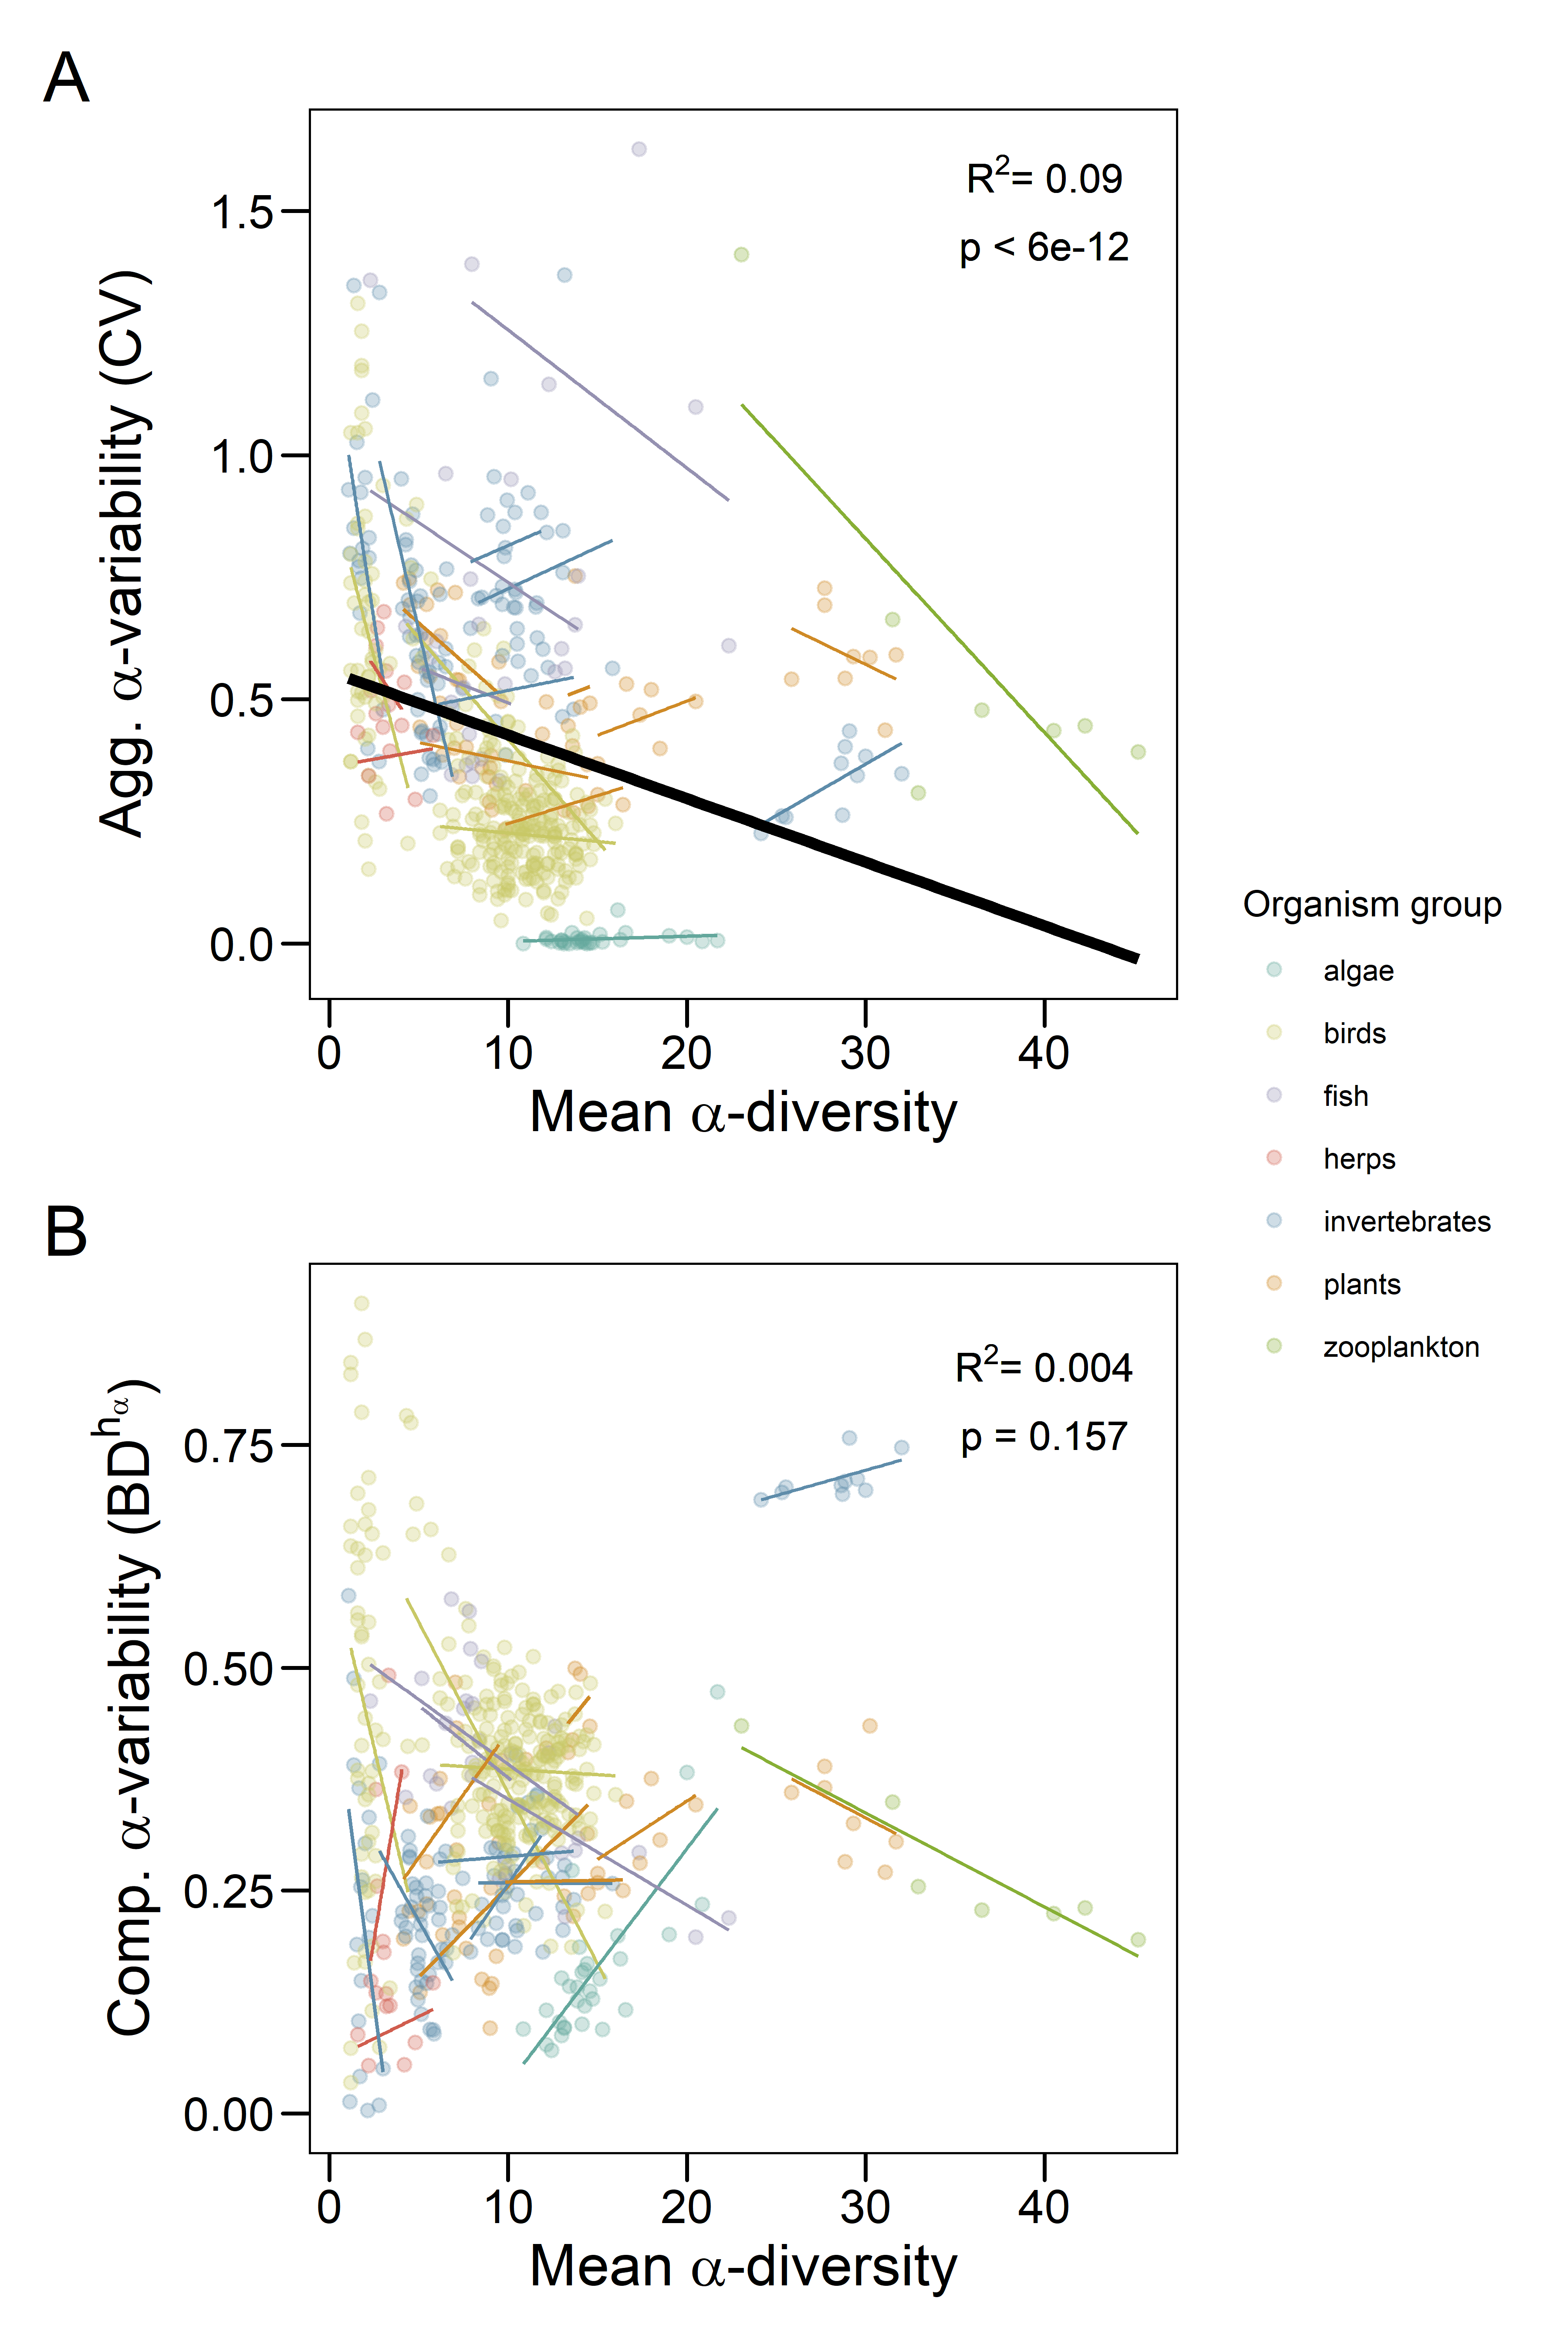 A
R²= 0.09
p < 6e-12
1.5
1.0
0.5
0.0
Agg. α-variability (CV)
0 10 20 30 40
Mean α-diversity
Organism group
algae
birds
fish
herps
invertebrates
plants
zooplankton
B
R²= 0.004
p = 0.157
0.75
0.50
0.25
0.00
Comp. α-variability (BD^hα)
0 10 20 30 40
Mean α-diversity